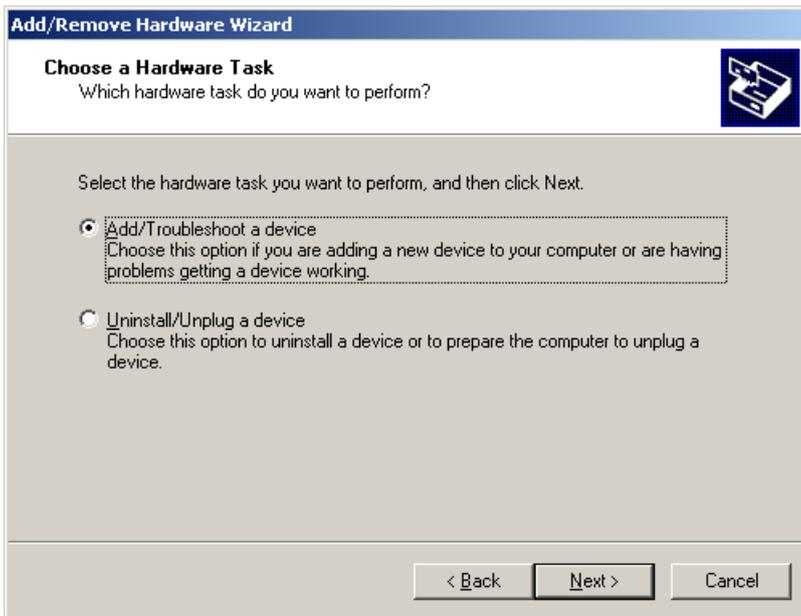 Add/Remove Hardware Wizard
Choose a Hardware Task
Which hardware task do you want to perform?
Select the hardware task you want to perform, and then click Next.
Add/Troubleshoot a device
Choose this option if you are adding a new device to your computer or are having
problems getting a device working.
Uninstall/Unplug a device
Choose this option to uninstall a device or to prepare the computer to unplug a
device.
< Back
Next >
Cancel